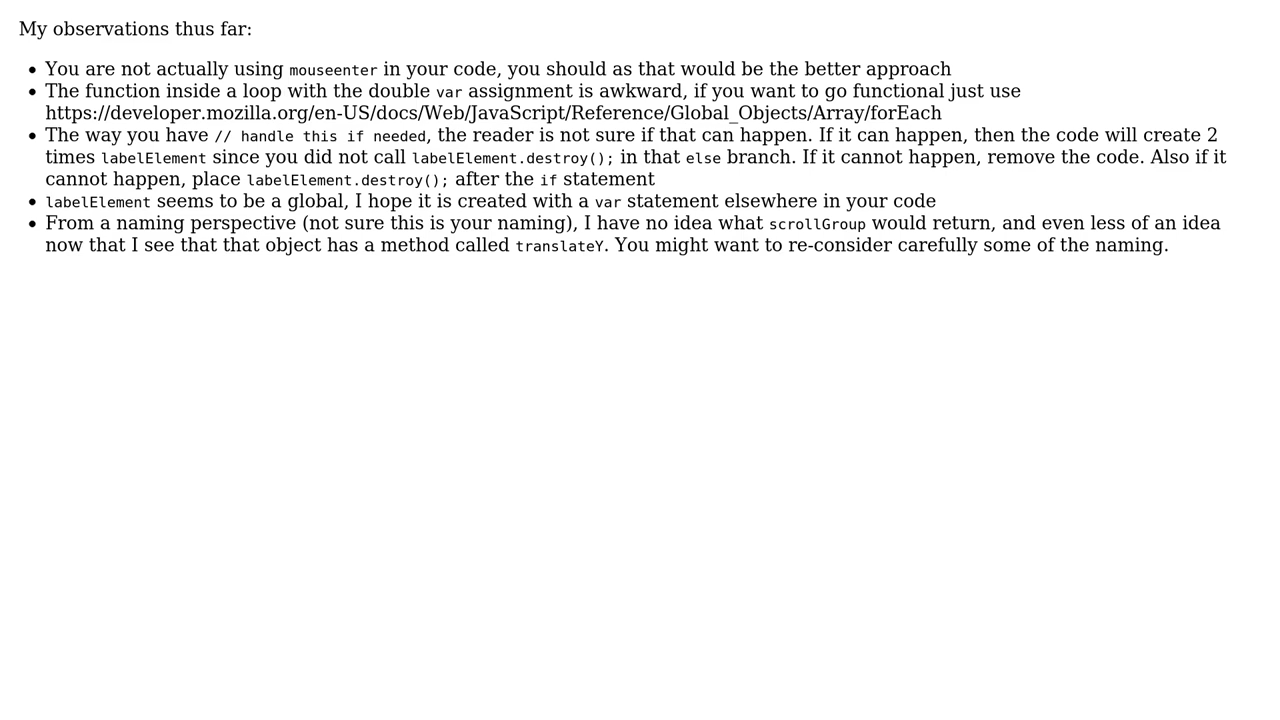 My observations thus far:
• You are not actually using mouseenter in your code, you should as that would be the better approach
• The function inside a loop with the double var assignment is awkward, if you want to go functional just use
https://developer.mozilla.org/en-US/docs/Web/JavaScript/Reference/Global_Objects/Array/forEach
• The way you have // handle this if needed, the reader is not sure if that can happen. If it can happen, then the code will create 2
times labelElement since you did not call labelElement.destroy(); in that else branch. If it cannot happen, remove the code. Also if it
cannot happen, place labelElement.destroy(); after the if statement
• labelElement seems to be a global, I hope it is created with a var statement elsewhere in your code
• From a naming perspective (not sure this is your naming), I have no idea what scrollGroup would return, and even less of an idea
now that I see that that object has a method called translateY. You might want to re-consider carefully some of the naming.